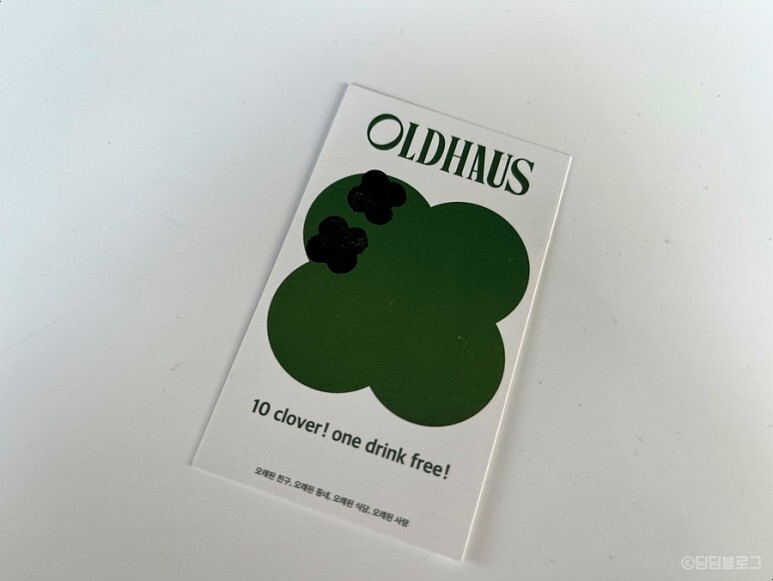 OLDHAUS
10 clover! one drink free!
오래된 친구, 오래된 동네, 오래된 식당, 오래된 사람
©딤딤블로그